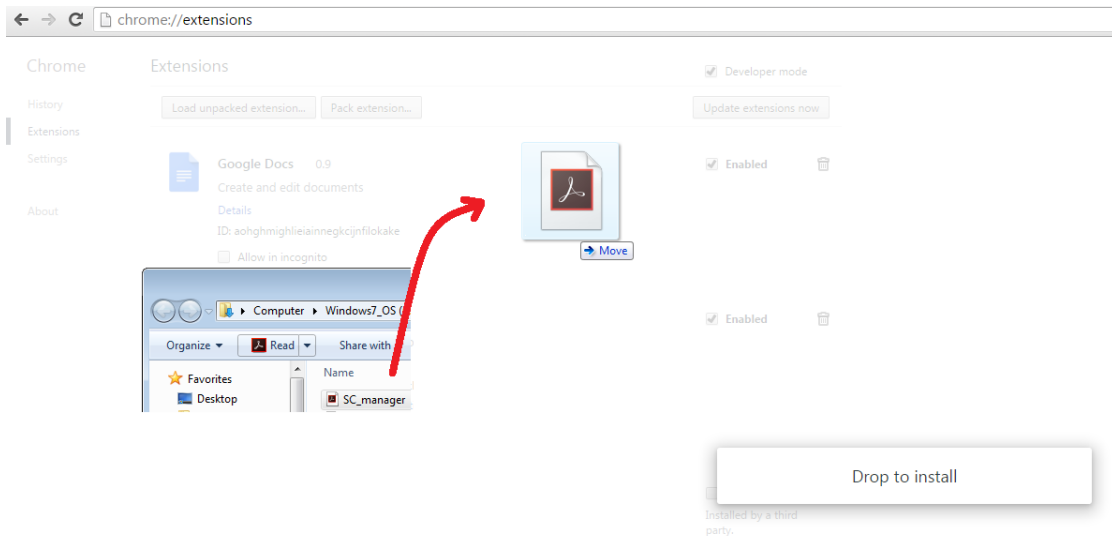 chrome://extensions
Chrome
Extensions
Developer mode
History
Load unpacked extension...
Pack extension...
Update extensions now
Extensions
Settings
Google Docs 0.9
Enabled
Create and edit documents
About
Details
ID: aohghmighlieiainnegkcijnfilokake
Allow in incognito
Move
Computer
Windows7_OS (
Enabled
Organize
Read
Share with
Favorites
Name
Desktop
SC_manager
Drop to install
Installed by a third
party.